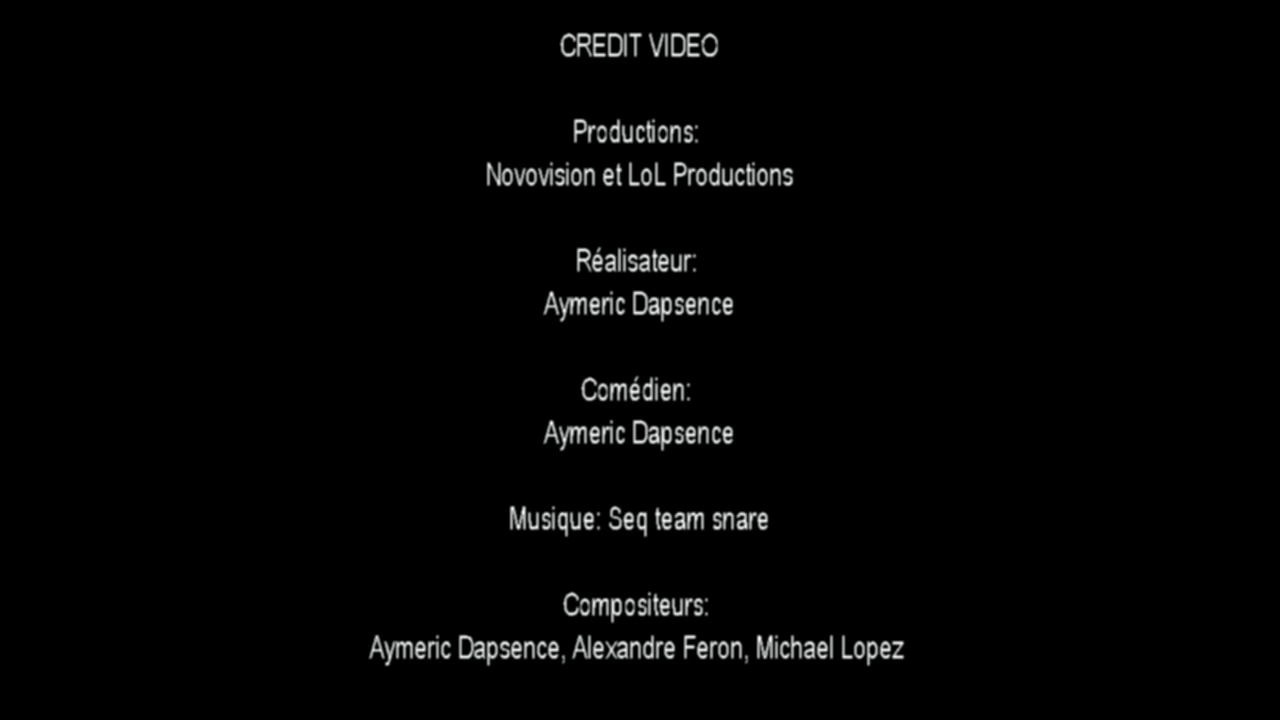 CREDIT VIDEO
Productions:
Novovision et LoL Productions
Réalisateur:
Aymeric Dapsence
Comédien:
Aymeric Dapsence
Musique: Seq team snare
Compositeurs:
Aymeric Dapsence, Alexandre Feron, Michael Lopez